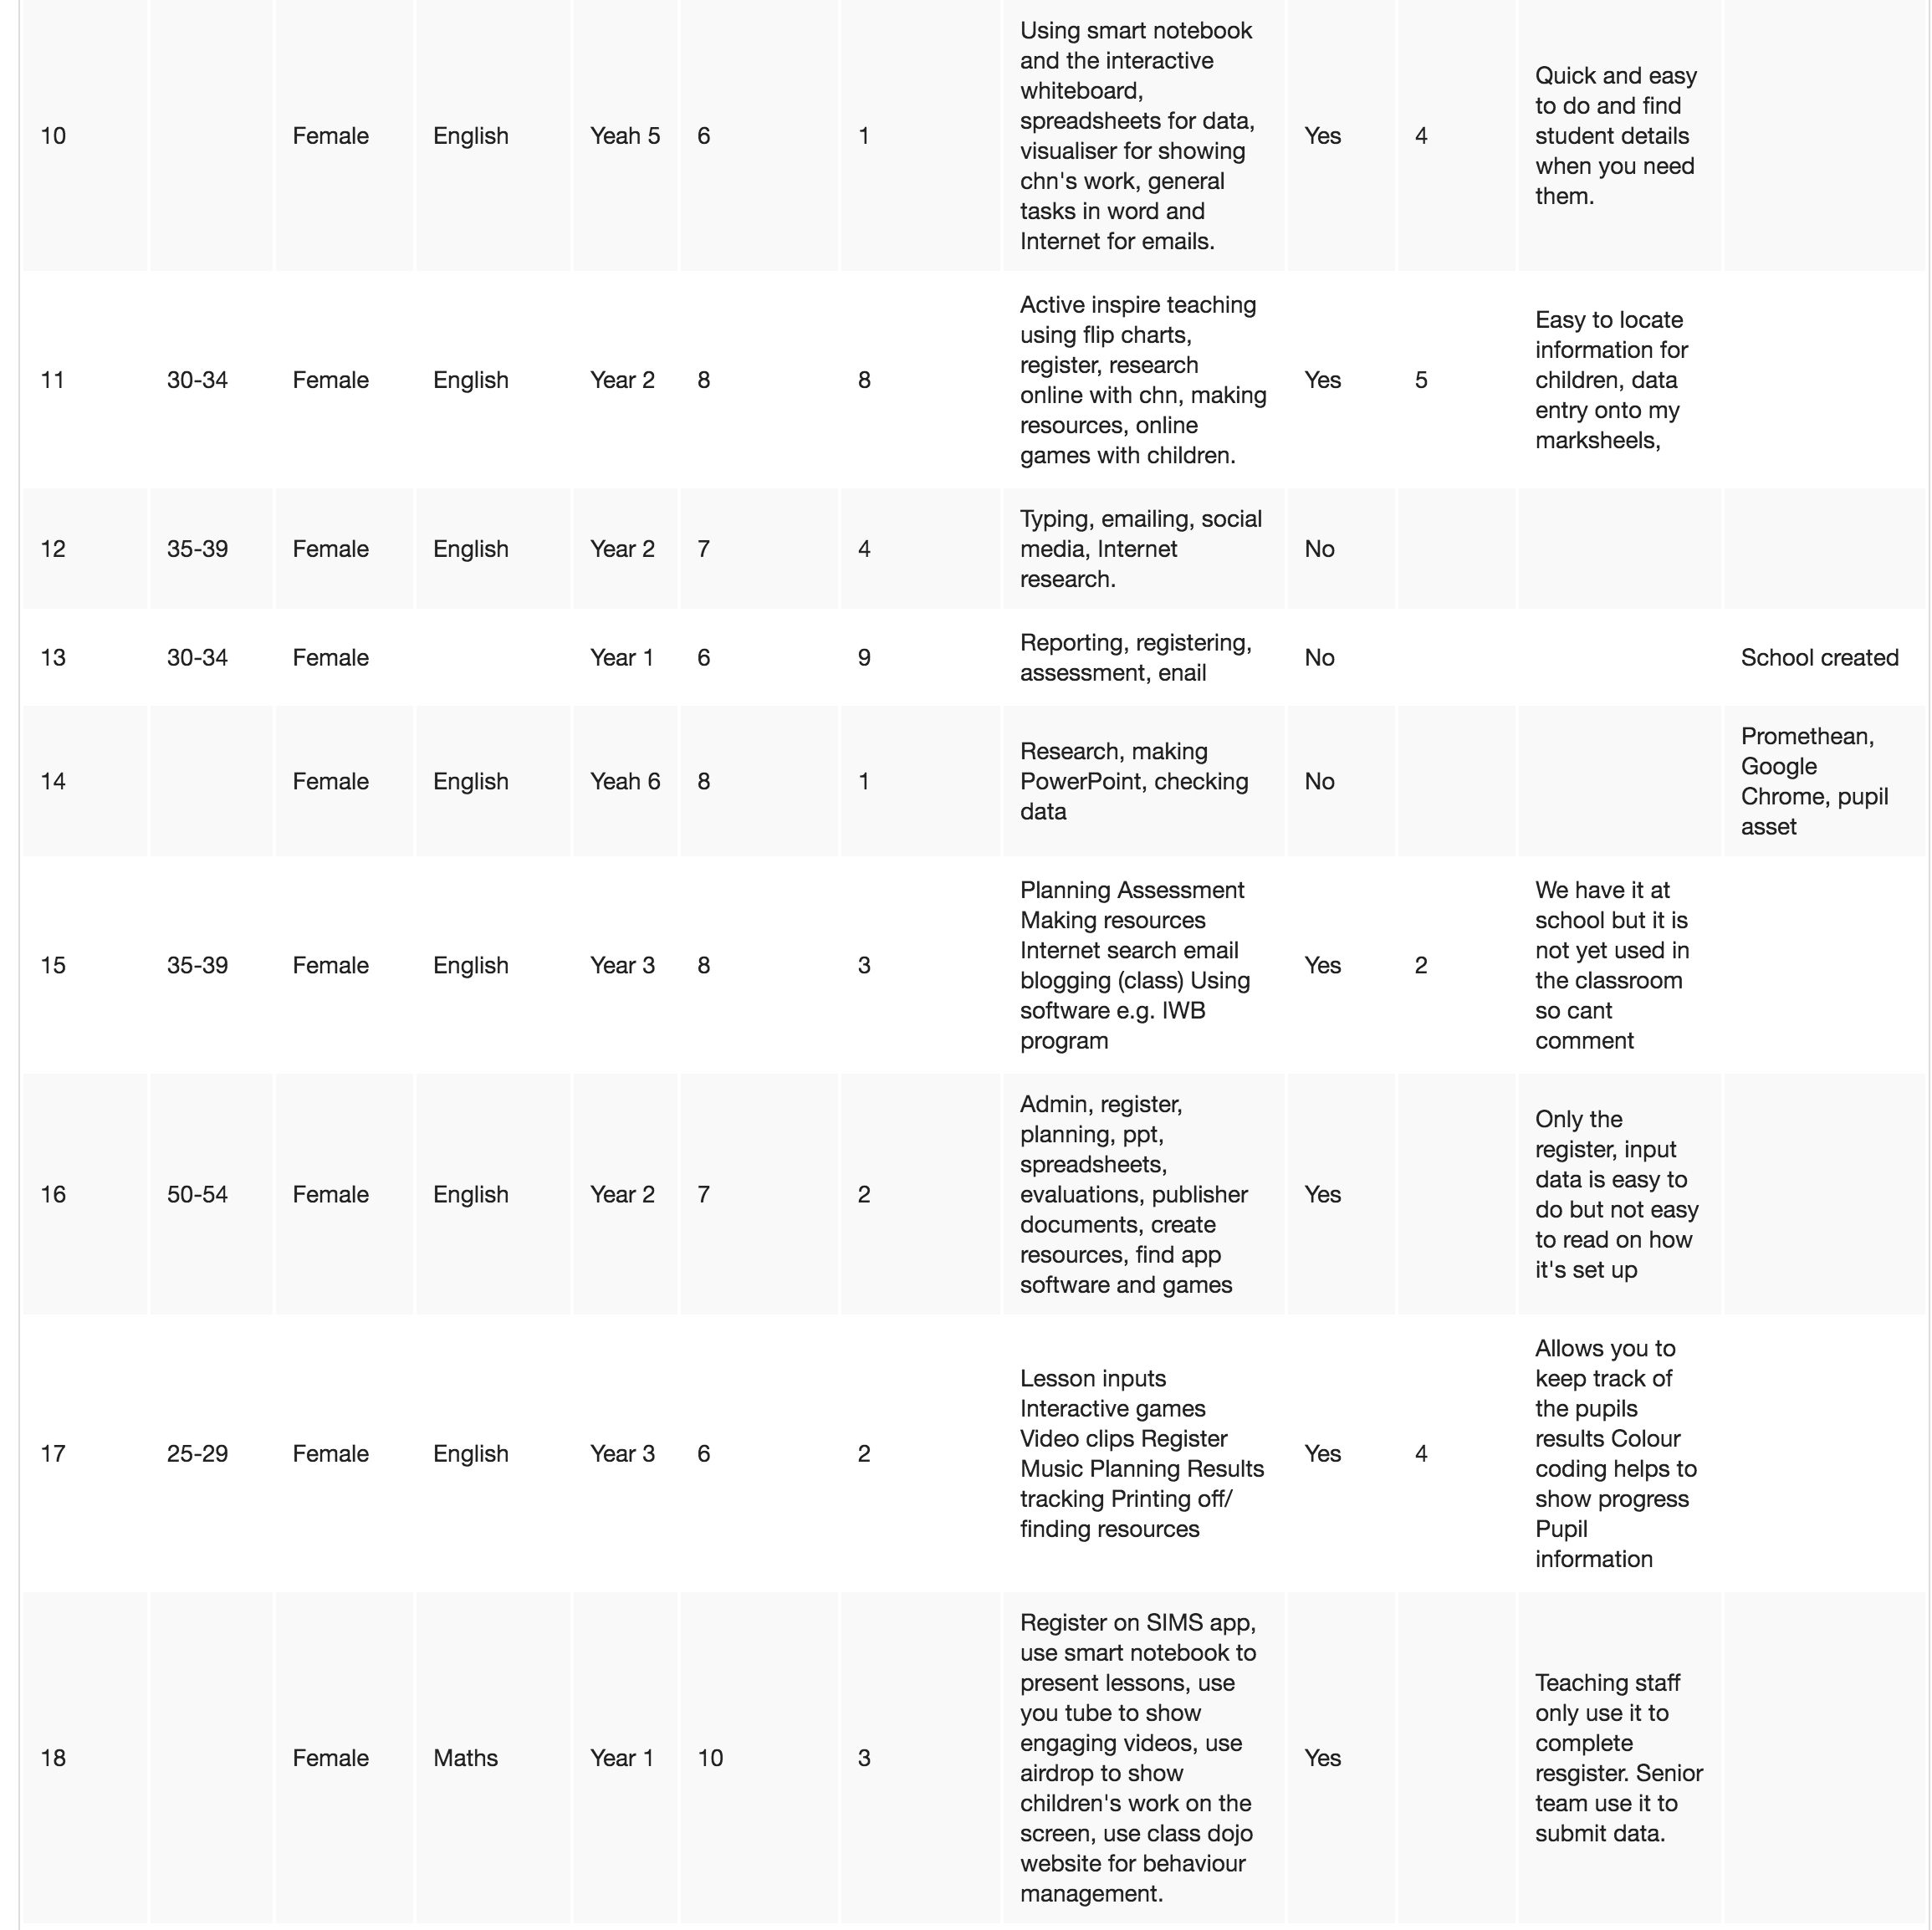 10 Female English Yeah 5 6 1 Using smart notebook and the interactive whiteboard, spreadsheets for data, visualiser for showing chn's work, general tasks in word and Internet for emails. Yes 4 Quick and easy to do and find student details when you need them.
11 30-34 Female English Year 2 8 8 Active inspire teaching using flip charts, register, research online with chn, making resources, online games with children. Yes 5 Easy to locate information for children, data entry onto my marksheels,
12 35-39 Female English Year 2 7 4 Typing, emailing, social media, Internet research. No
13 30-34 Female Year 1 6 9 Reporting, registering, assessment, enail No School created
14 Female English Yeah 6 8 1 Research, making PowerPoint, checking data No Promethean, Google Chrome, pupil asset
15 35-39 Female English Year 3 8 3 Planning Assessment Making resources Internet search email blogging (class) Using software e.g. IWB program Yes 2 We have it at school but it is not yet used in the classroom so cant comment
16 50-54 Female English Year 2 7 2 Admin, register, planning, ppt, spreadsheets, evaluations, publisher documents, create resources, find app software and games Yes Only the register, input data is easy to do but not easy to read on how it's set up
17 25-29 Female English Year 3 6 2 Lesson inputs Interactive games Video clips Register Music Planning Results tracking Printing off/ finding resources Yes 4 Allows you to keep track of the pupils results Colour coding helps to show progress Pupil information
18 Female Maths Year 1 10 3 Register on SIMS app, use smart notebook to present lessons, use you tube to show engaging videos, use airdrop to show children's work on the screen, use class dojo website for behaviour management. Yes Teaching staff only use it to complete resgister. Senior team use it to submit data.